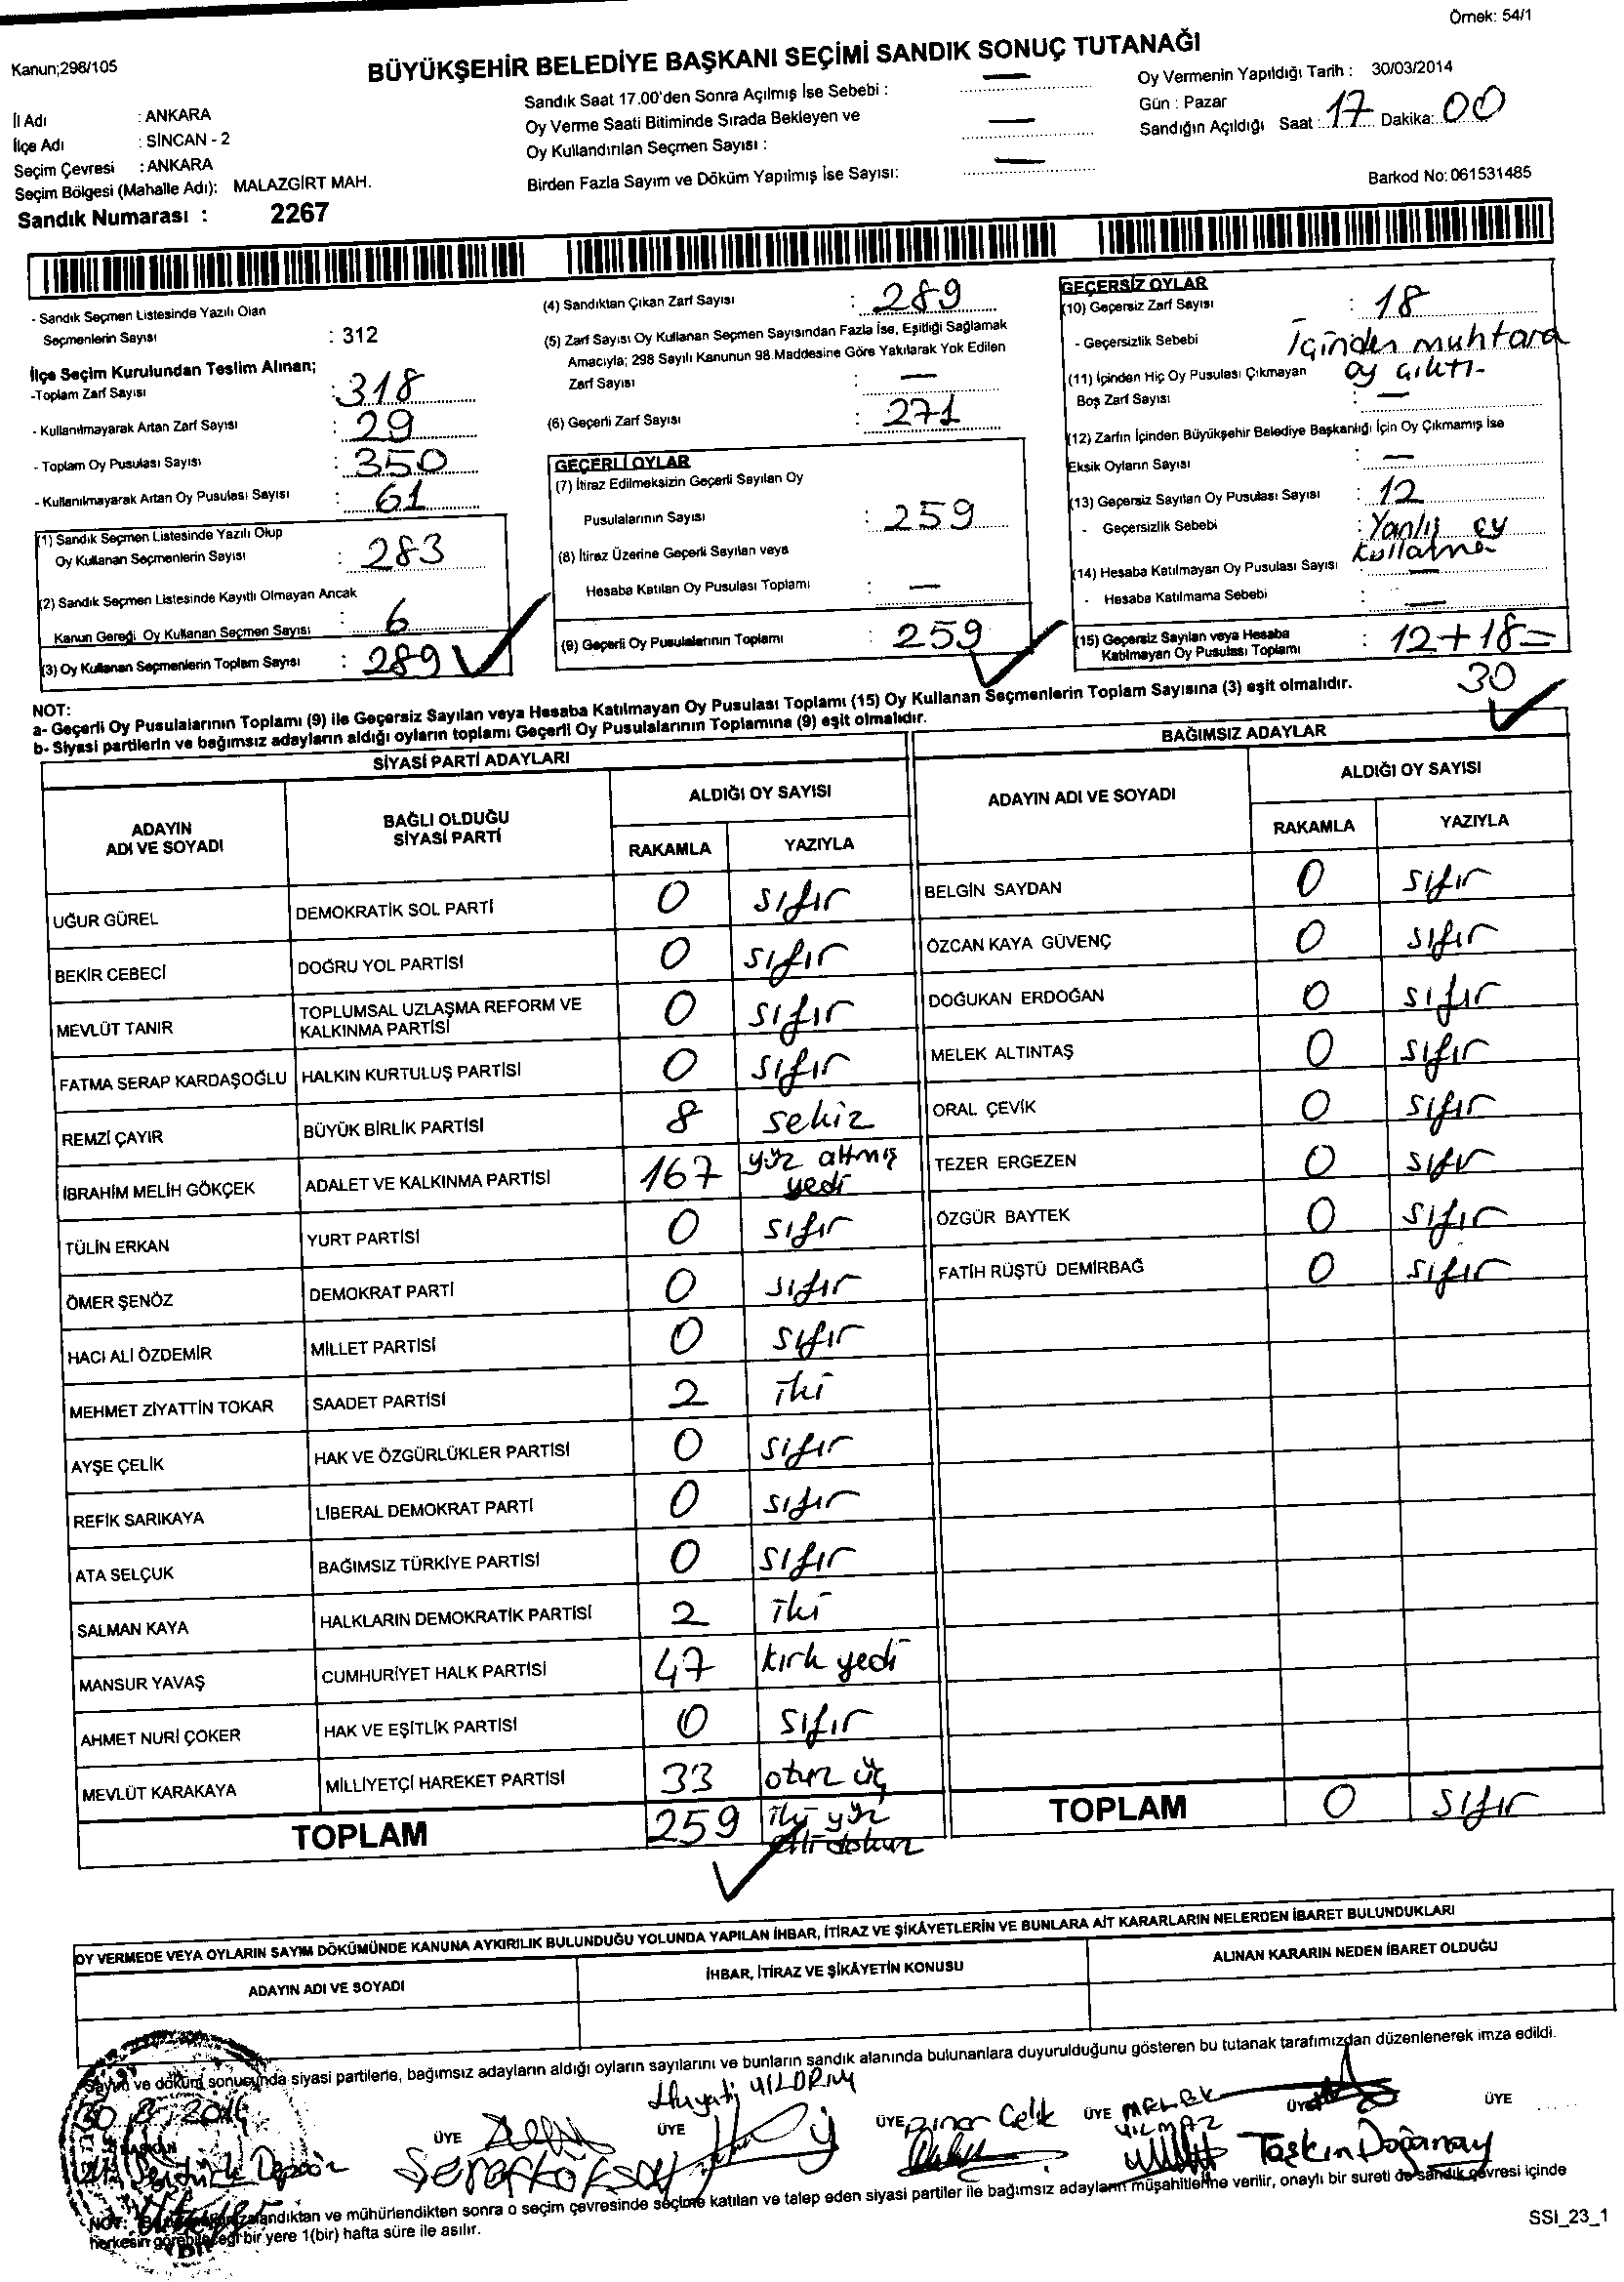 Örnek: 54/1
Kanun;298/105
BÜYÜKŞEHİR BELEDİYE BAŞKANI SEÇİMİ SANDIK SONUÇ TUTANAĞI
İl Adı : ANKARA
İlçe Adı : SİNCAN - 2
Seçim Çevresi : ANKARA
Seçim Bölgesi (Mahalle Adı): MALAZGİRT MAH.
Sandık Numarası : 2267
Sandık Saat 17.00'den Sonra Açılmış İse Sebebi : —
Oy Verme Saati Bitiminde Sırada Bekleyen ve
Oy Kullandırılan Seçmen Sayısı : —
Birden Fazla Sayım ve Döküm Yapılmış İse Sayısı: —
Oy Vermenin Yapıldığı Tarih : 30/03/2014
Gün : Pazar
Sandığın Açıldığı Saat : 17 Dakika: 00
Barkod No: 061531485
- Sandık Seçmen Listesinde Yazılı Olan
Seçmenlerin Sayısı : 312
İlçe Seçim Kurulundan Teslim Alınan;
-Toplam Zarf Sayısı : 318
- Kullanılmayarak Artan Zarf Sayısı : 29
- Toplam Oy Pusulası Sayısı : 350
- Kullanılmayarak Artan Oy Pusulası Sayısı : 61
(1) Sandık Seçmen Listesinde Yazılı Olup
Oy Kullanan Seçmenlerin Sayısı : 283
(2) Sandık Seçmen Listesinde Kayıtlı Olmayan Ancak
Kanun Gereği Oy Kullanan Seçmen Sayısı : 6
(3) Oy Kullanan Seçmenlerin Toplam Sayısı : 289
(4) Sandıktan Çıkan Zarf Sayısı : 289
(5) Zarf Sayısı Oy Kullanan Seçmen Sayısından Fazla İse, Eşitliği Sağlamak
Amacıyla; 298 Sayılı Kanunun 98.Maddesine Göre Yakılarak Yok Edilen
Zarf Sayısı : —
(6) Geçerli Zarf Sayısı : 271
GEÇERLİ OYLAR
(7) İtiraz Edilmeksizin Geçerli Sayılan Oy
Pusulalarının Sayısı : 259
(8) İtiraz Üzerine Geçerli Sayılan veya
Hesaba Katılan Oy Pusulası Toplamı : —
(9) Geçerli Oy Pusulalarının Toplamı : 259
GEÇERSİZ OYLAR
(10) Geçersiz Zarf Sayısı : 18
- Geçersizlik Sebebi İçinden muhtara
oy çıktı-
(11) İçinden Hiç Oy Pusulası Çıkmayan
Boş Zarf Sayısı : —
(12) Zarfın İçinden Büyükşehir Belediye Başkanlığı İçin Oy Çıkmamış İse
Eksik Oyların Sayısı : —
(13) Geçersiz Sayılan Oy Pusulası Sayısı : 12
- Geçersizlik Sebebi : Yanlış oy
kullanma
(14) Hesaba Katılmayan Oy Pusulası Sayısı : —
- Hesaba Katılmama Sebebi : —
(15) Geçersiz Sayılan veya Hesaba
Katılmayan Oy Pusulası Toplamı : 12+18=
30
NOT:
a- Geçerli Oy Pusulalarının Toplamı (9) ile Geçersiz Sayılan veya Hesaba Katılmayan Oy Pusulası Toplamı (15) Oy Kullanan Seçmenlerin Toplam Sayısına (3) eşit olmalıdır.
b- Siyasi partilerin ve bağımsız adayların aldığı oyların toplamı Geçerli Oy Pusulalarının Toplamına (9) eşit olmalıdır.
SİYASİ PARTİ ADAYLARI
ADAYIN
ADI VE SOYADI
BAĞLI OLDUĞU
SİYASİ PARTİ
ALDIĞI OY SAYISI
RAKAMLA YAZIYLA
UĞUR GÜREL DEMOKRATİK SOL PARTİ 0 sıfır
BEKİR CEBECİ DOĞRU YOL PARTİSİ 0 sıfır
MEVLÜT TANIR TOPLUMSAL UZLAŞMA REFORM VE
KALKINMA PARTİSİ 0 sıfır
FATMA SERAP KARDAŞOĞLU HALKIN KURTULUŞ PARTİSİ 0 sıfır
REMZİ ÇAYIR BÜYÜK BİRLİK PARTİSİ 8 sekiz
İBRAHİM MELİH GÖKÇEK ADALET VE KALKINMA PARTİSİ 167 yüz altmış
yedi
TÜLİN ERKAN YURT PARTİSİ 0 sıfır
ÖMER ŞENÖZ DEMOKRAT PARTİ 0 sıfır
HACI ALİ ÖZDEMİR MİLLET PARTİSİ 0 sıfır
MEHMET ZİYATTİN TOKAR SAADET PARTİSİ 2 iki
AYŞE ÇELİK HAK VE ÖZGÜRLÜKLER PARTİSİ 0 sıfır
REFİK SARIKAYA LİBERAL DEMOKRAT PARTİ 0 sıfır
ATA SELÇUK BAĞIMSIZ TÜRKİYE PARTİSİ 0 sıfır
SALMAN KAYA HALKLARIN DEMOKRATİK PARTİSİ 2 iki
MANSUR YAVAŞ CUMHURİYET HALK PARTİSİ 47 kırk yedi
AHMET NURİ ÇOKER HAK VE EŞİTLİK PARTİSİ 0 sıfır
MEVLÜT KARAKAYA MİLLİYETÇİ HAREKET PARTİSİ 33 otuz üç
TOPLAM 259 iki yüz
elli dokuz
BAĞIMSIZ ADAYLAR
ADAYIN ADI VE SOYADI
ALDIĞI OY SAYISI
RAKAMLA YAZIYLA
BELGİN SAYDAN 0 sıfır
ÖZCAN KAYA GÜVENÇ 0 sıfır
DOĞUKAN ERDOĞAN 0 sıfır
MELEK ALTINTAŞ 0 sıfır
ORAL ÇEVİK 0 sıfır
TEZER ERGEZEN 0 sıfır
ÖZGÜR BAYTEK 0 sıfır
FATİH RÜŞTÜ DEMİRBAĞ 0 sıfır
TOPLAM 0 sıfır
OY VERMEDE VEYA OYLARIN SAYIM DÖKÜMÜNDE KANUNA AYKIRILIK BULUNDUĞU YOLUNDA YAPILAN İHBAR, İTİRAZ VE ŞİKÂYETLERİN VE BUNLARA AİT KARARLARIN NELERDEN İBARET BULUNDUKLARI
ADAYIN ADI VE SOYADI
İHBAR, İTİRAZ VE ŞİKÂYETİN KONUSU
ALINAN KARARIN NEDEN İBARET OLDUĞU
Sayım ve döküm sonucunda siyasi partilerle, bağımsız adayların aldığı oyların sayılarını ve bunların sandık alanında bulunanlara duyurulduğunu gösteren bu tutanak tarafımızdan düzenlenerek imza edildi.
BAŞKAN
ÜYE
Hayati YILDRIM
ÜYE
ÜYE Pınar Çelik
ÜYE MELEK
YILMAZ
ÜYE
Taşkın Doğanay
ÜYE
NOT: mühürlendikten sonra o seçim çevresinde seçime katılan ve talep eden siyasi partiler ile bağımsız adayların müşahitlerine verilir, onaylı bir sureti de sandık çevresi içinde
herkesin görebileceği bir yere 1(bir) hafta süre ile asılır.
SSI_23_1